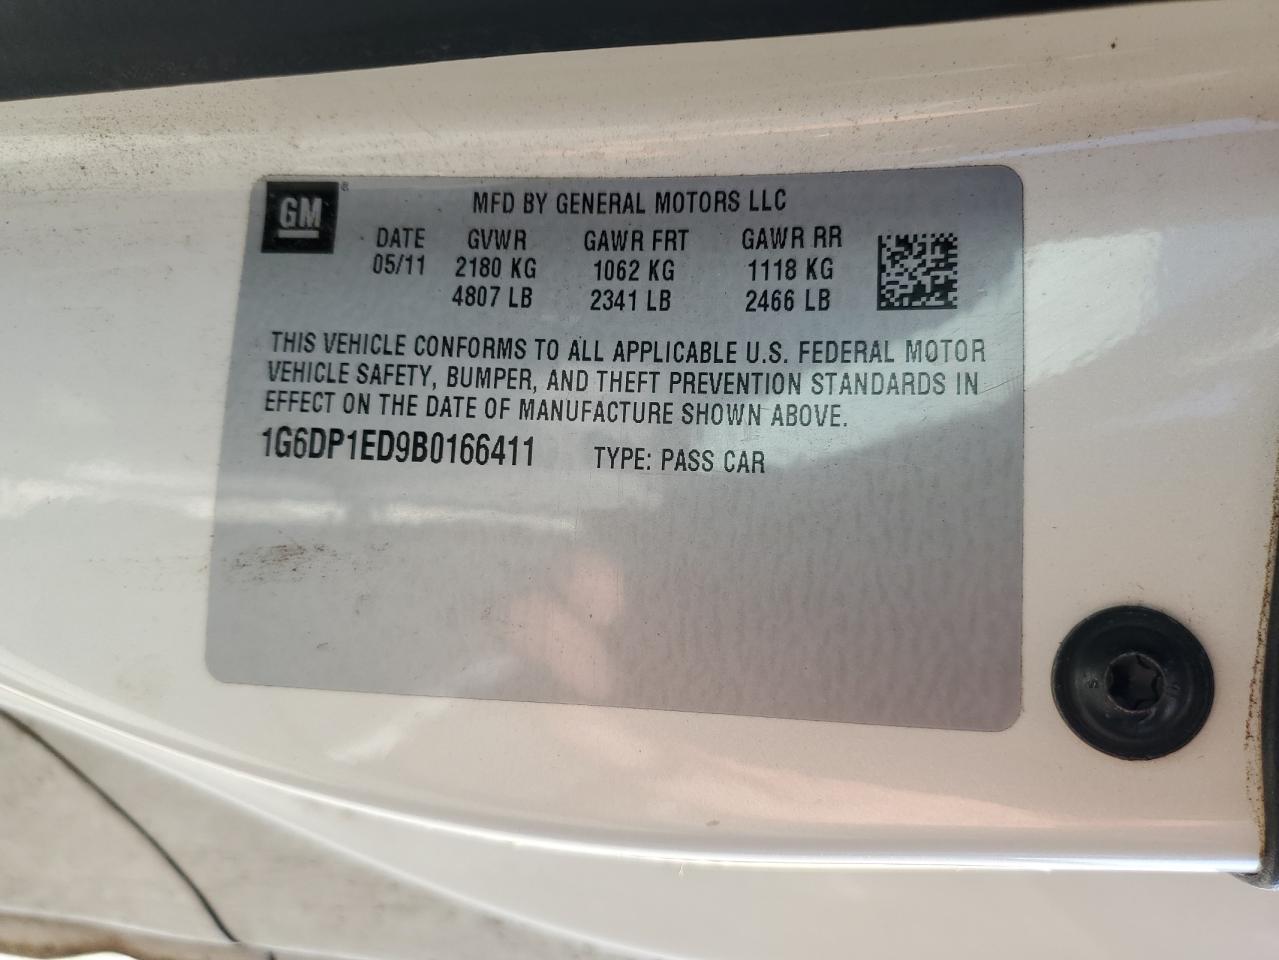 GM ®
MFD BY GENERAL MOTORS LLC
DATE GVWR GAWR FRT GAWR RR
05/11 2180 KG 1062 KG 1118 KG
4807 LB 2341 LB 2466 LB
THIS VEHICLE CONFORMS TO ALL APPLICABLE U.S. FEDERAL MOTOR
VEHICLE SAFETY, BUMPER, AND THEFT PREVENTION STANDARDS IN
EFFECT ON THE DATE OF MANUFACTURE SHOWN ABOVE.
1G6DP1ED9B0166411 TYPE: PASS CAR